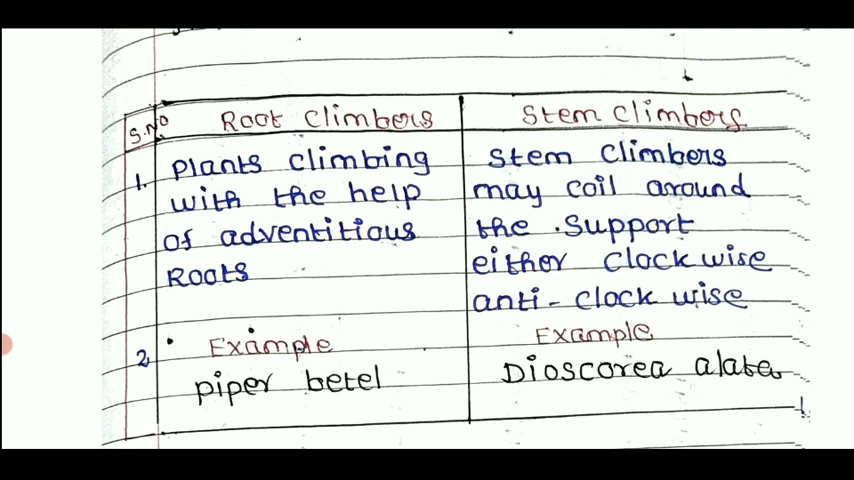 S.NO Root Climbers Stem Climbers
1. Plants climbing stem climbers
with the help may coil around
of adventitious the support
Roots either clockwise
anti-clockwise
2. Example Example
piper betel Dioscorea alata